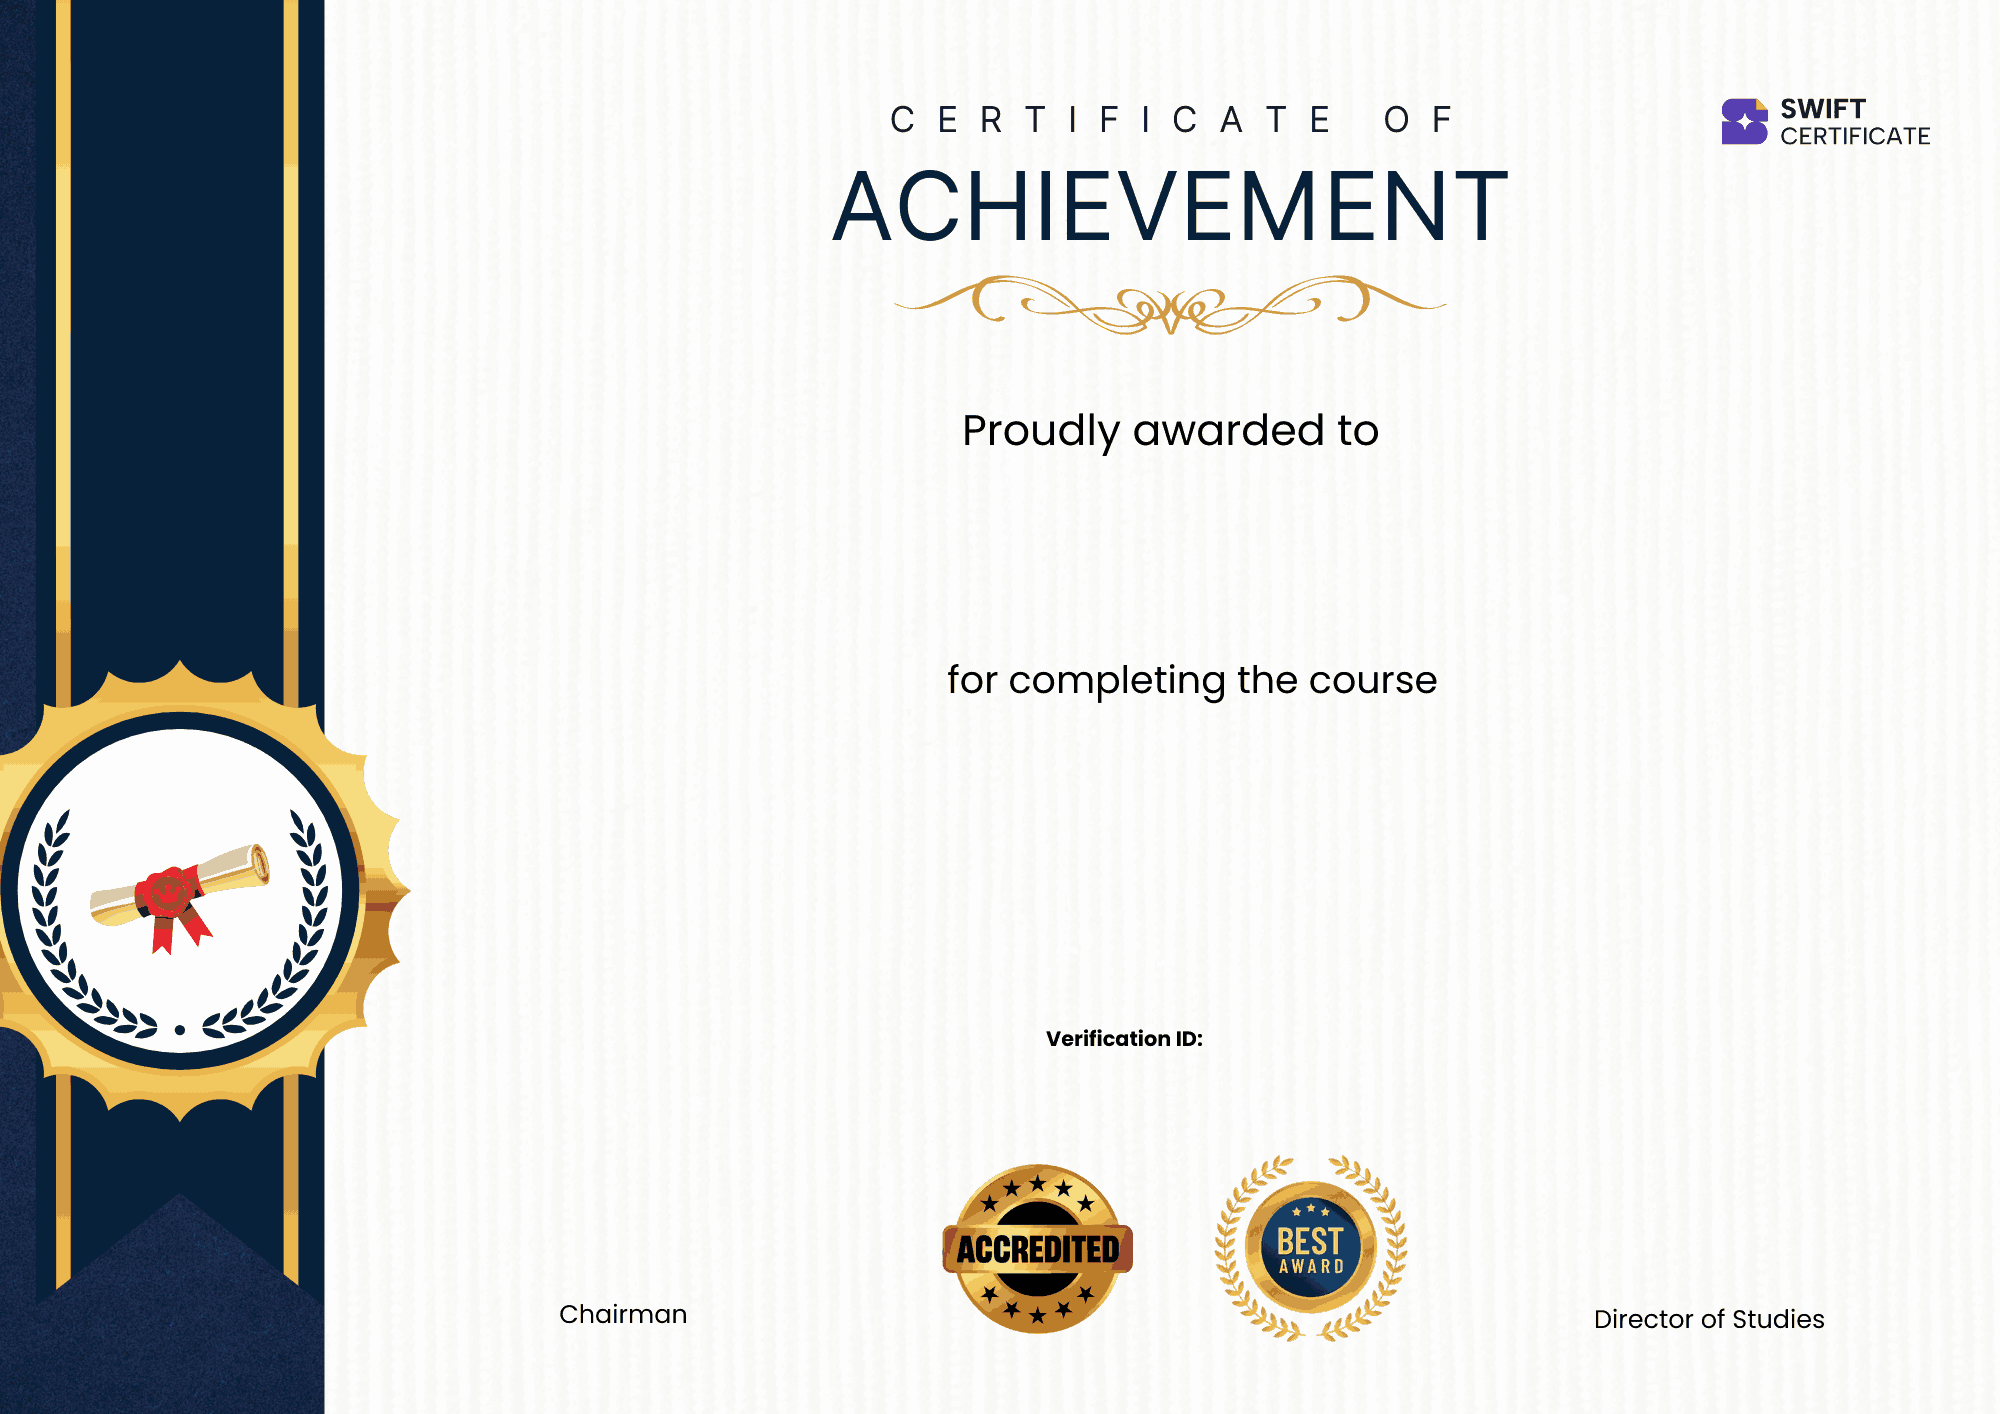 CERTIFICATE OF
SWIFT
CERTIFICATE
ACHIEVEMENT
Proudly awarded to
for completing the course
Verification ID:
ACCREDITED
BEST
AWARD
Chairman
Director of Studies